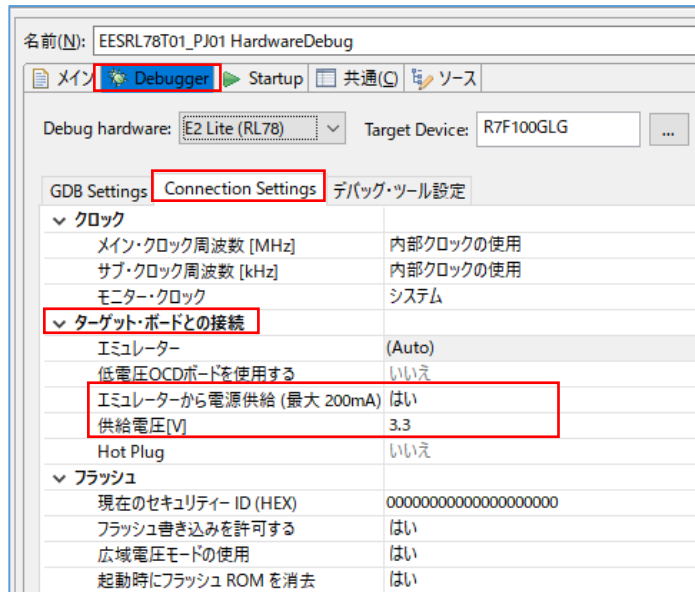 名前(N): EESRL78T01_PJ01 HardwareDebug
メイン Debugger Startup 共通(C) ソース
Debug hardware: E2 Lite (RL78) Target Device: R7F100GLG ...
GDB Settings Connection Settings デバッグ・ツール設定
クロック
メイン・クロック周波数 [MHz] 内部クロックの使用
サブ・クロック周波数 [kHz] 内部クロックの使用
モニター・クロック システム
ターゲット・ボードとの接続
エミュレーター (Auto)
低電圧OCDボードを使用する いいえ
エミュレーターから電源供給 (最大 200mA) はい
供給電圧[V] 3.3
Hot Plug いいえ
フラッシュ
現在のセキュリティー ID (HEX) 00000000000000000000
フラッシュ書き込みを許可する はい
広域電圧モードの使用 はい
起動時にフラッシュ ROM を消去 はい